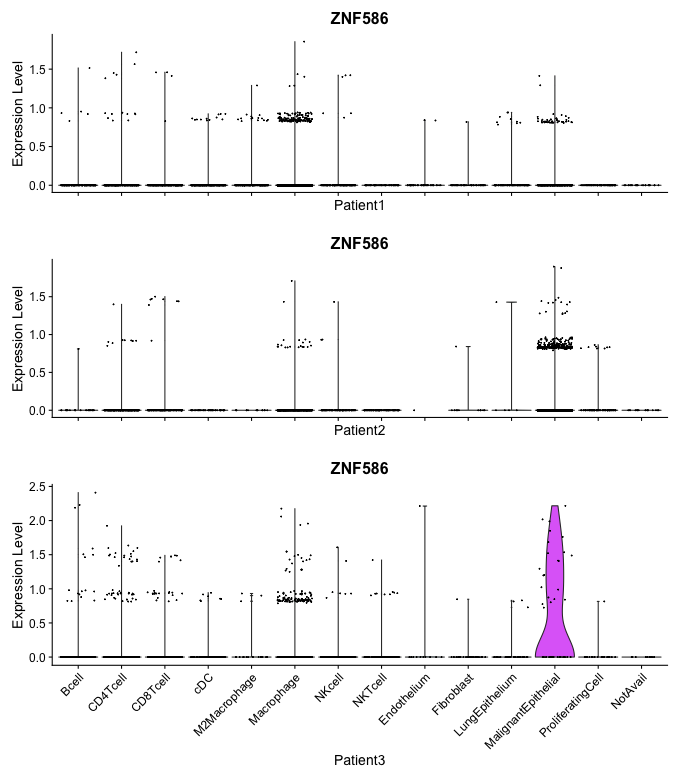 ZNF586
Expression Level
1.5
1.0
0.5
0.0
Patient1
ZNF586
Expression Level
1.5
1.0
0.5
0.0
Patient2
ZNF586
Expression Level
2.5
2.0
1.5
1.0
0.5
0.0
Bcell
CD4Tcell
CD8Tcell
cDC
M2Macrophage
Macrophage
NKcell
NKTcell
Endothelium
Fibroblast
LungEpithelium
MalignantEpithelial
ProliferatingCell
NotAvail
Patient3